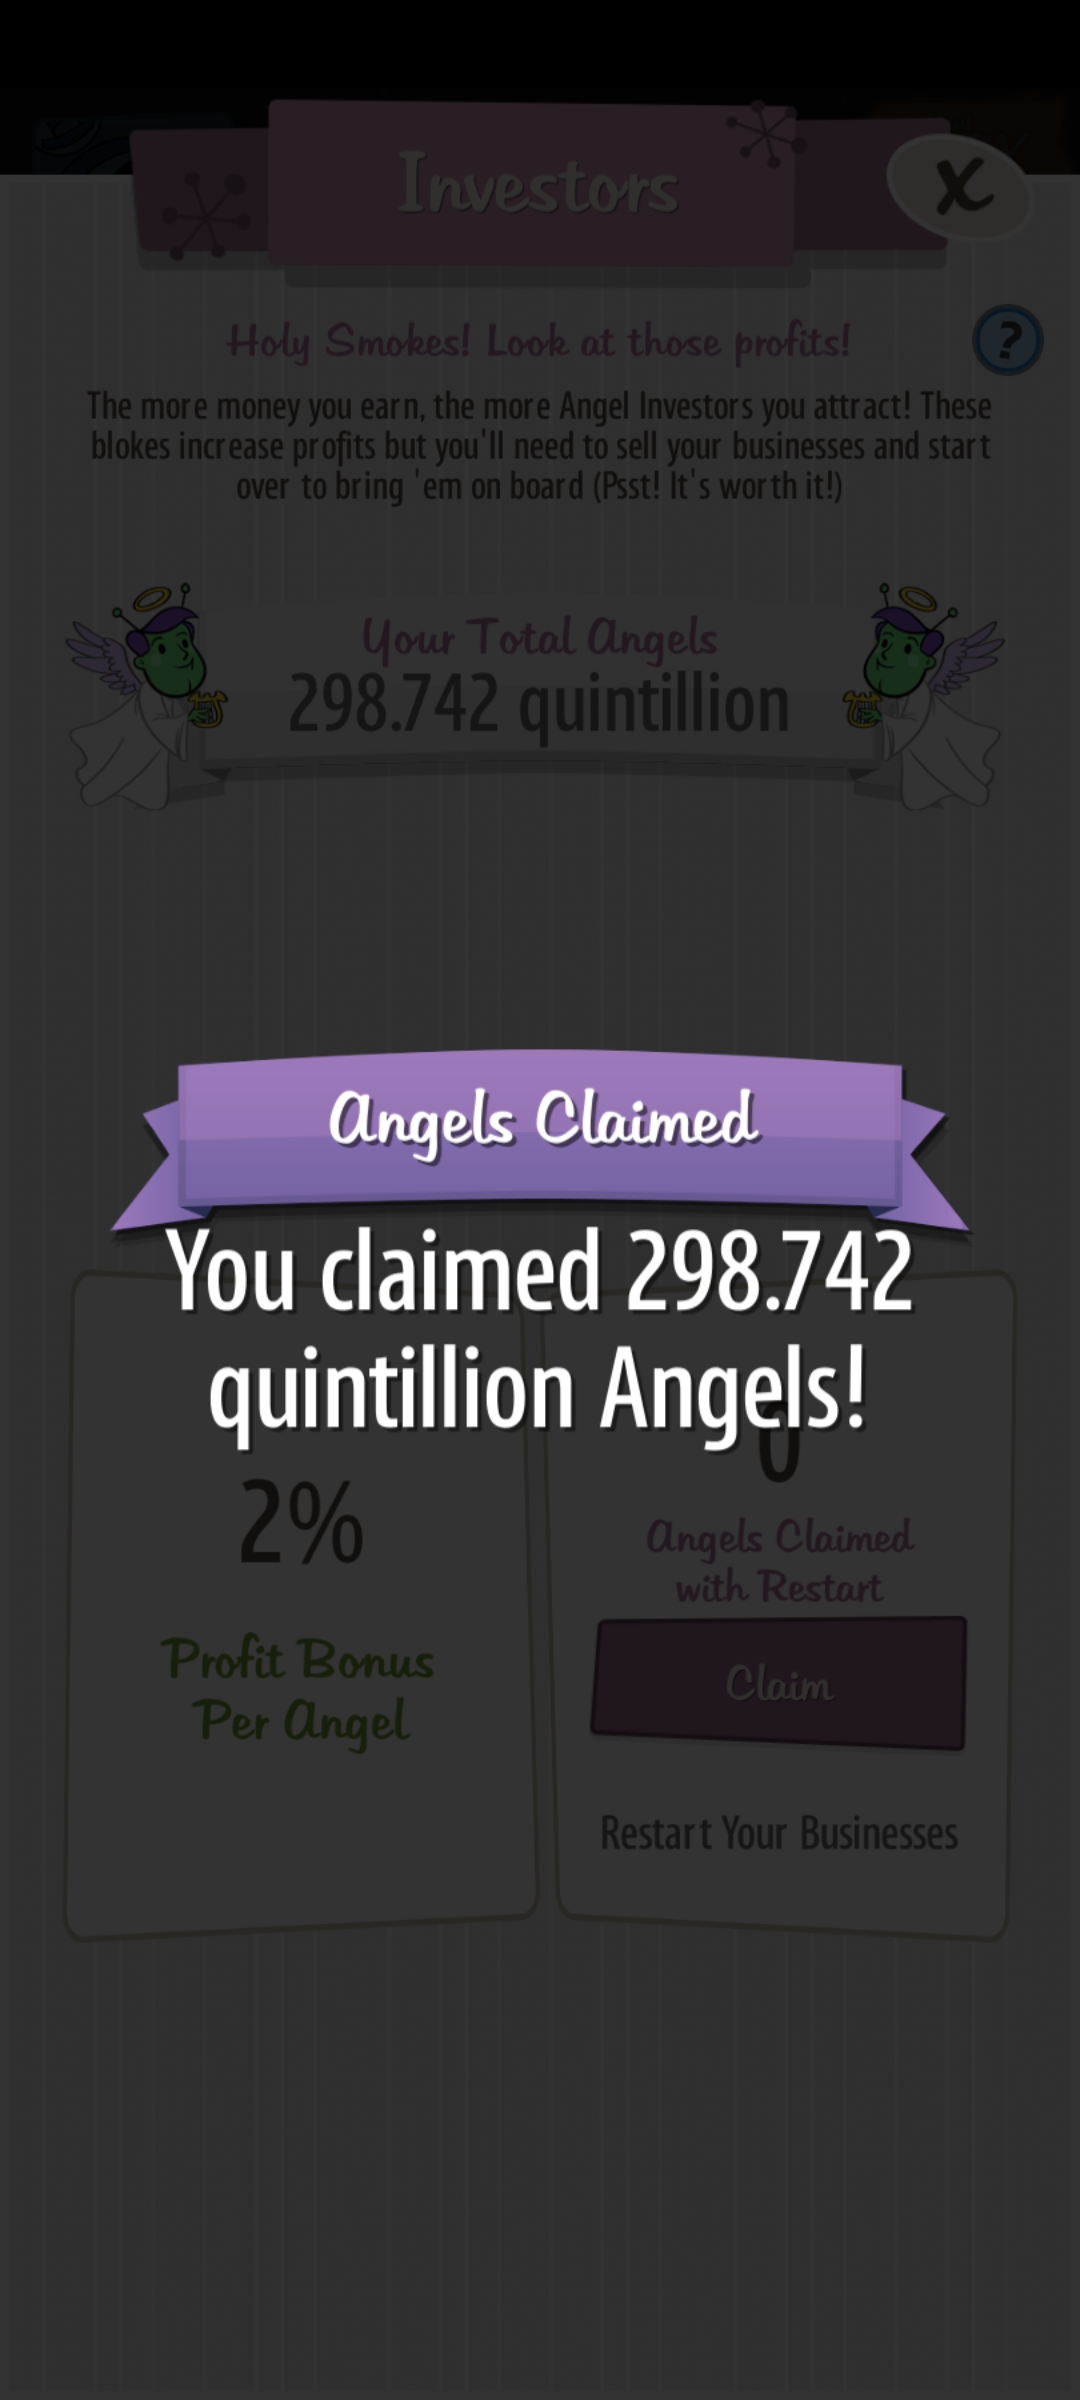 Investors
X
Holy Smokes! Look at those profits!
?
The more money you earn, the more Angel Investors you attract! These
blokes increase profits but you'll need to sell your businesses and start
over to bring 'em on board (Psst! It's worth it!)
Your Total Angels
298.742 quintillion
Angels Claimed
You claimed 298.742
quintillion Angels!
2%
Profit Bonus
Per Angel
0
Angels Claimed
with Restart
Claim
Restart Your Businesses